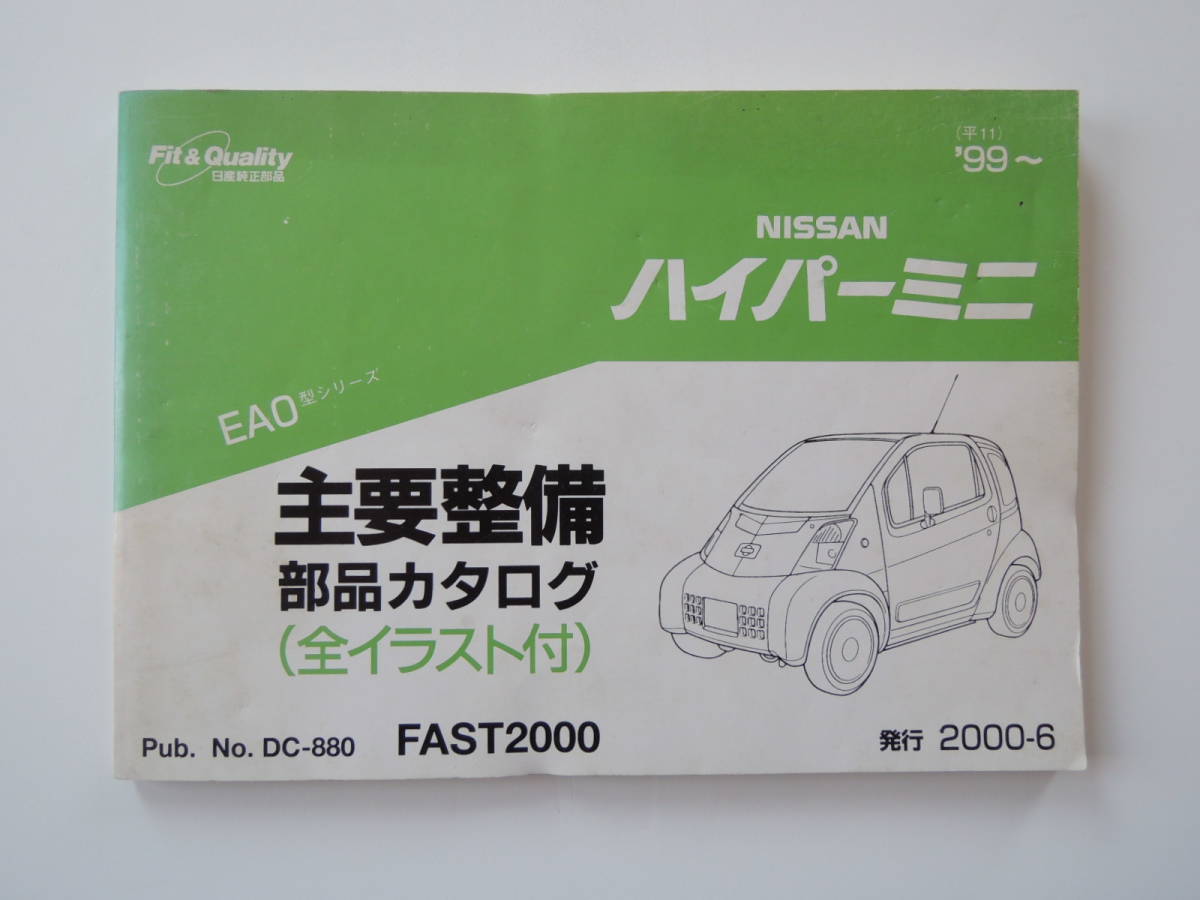 Fit & Quality
日産純正部品
(平11)
'99～
NISSAN
ハイパーミニ
EA0型シリーズ
主要整備
部品カタログ
(全イラスト付)
Pub. No. DC-880 FAST2000
発行 2000-6